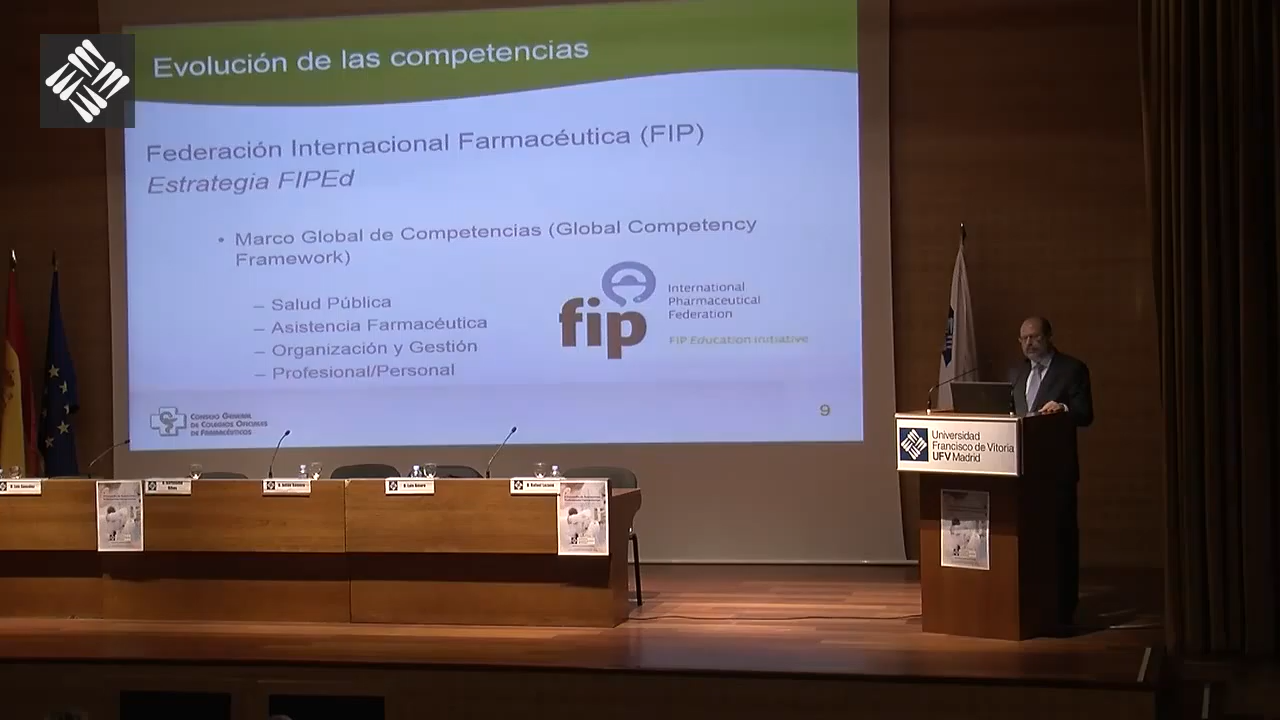 Evolución de las competencias
Federación Internacional Farmacéutica (FIP)
Estrategia FIPEd
• Marco Global de Competencias (Global Competency
Framework)
– Salud Pública
– Asistencia Farmacéutica
– Organización y Gestión
– Profesional/Personal
fip
International
Pharmaceutical
Federation
FIP Education Initiative
Consejo General
de Colegios Oficiales
de Farmacéuticos
9
Universidad
Francisco de Vitoria
UFV Madrid